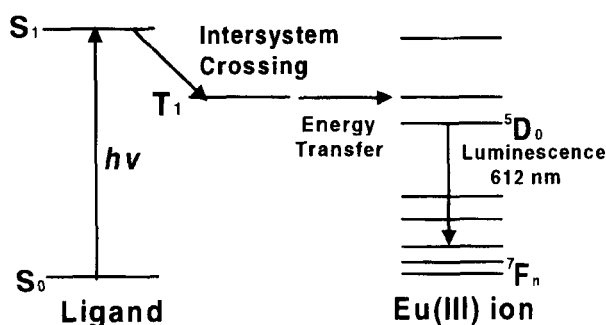 S₁
Intersystem
Crossing
T₁
Energy
Transfer
⁵D₀
Luminescence
612 nm
hν
S₀
⁷Fₙ
Ligand
Eu(III) ion